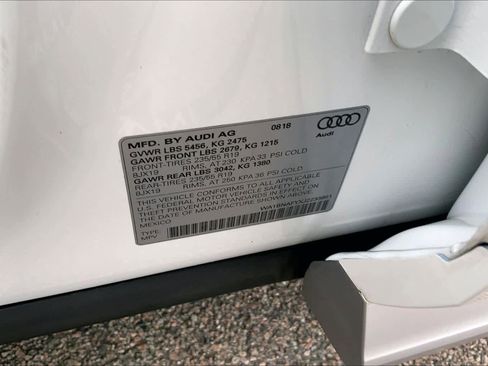 MFD. BY AUDI AG 0818
GVWR LBS 5456, KG 2475
GAWR FRONT LBS 2679, KG 1215
FRONT-TIRES 235/55 R19
8JX19 RIMS, AT 230 KPA 33 PSI COLD
GAWR REAR LBS 3042, KG 1380
REAR-TIRES 235/55 R19
8JX19 RIMS, AT 250 KPA 36 PSI COLD
THIS VEHICLE CONFORMS TO ALL APPLICABLE
FEDERAL MOTOR VEHICLE SAFETY AND THEFT
PREVENTION STANDARDS IN EFFECT ON
THE DATE OF MANUFACTURE SHOWN ABOVE
MEXICO
TYPE:
MPV
Audi